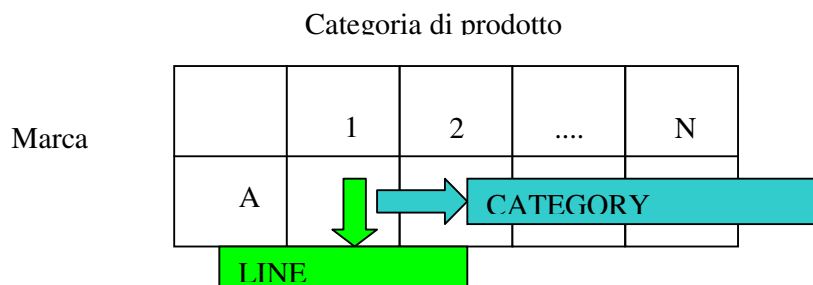 Categoria di prodotto
Marca
1 2 .... N
A
CATEGORY
LINE